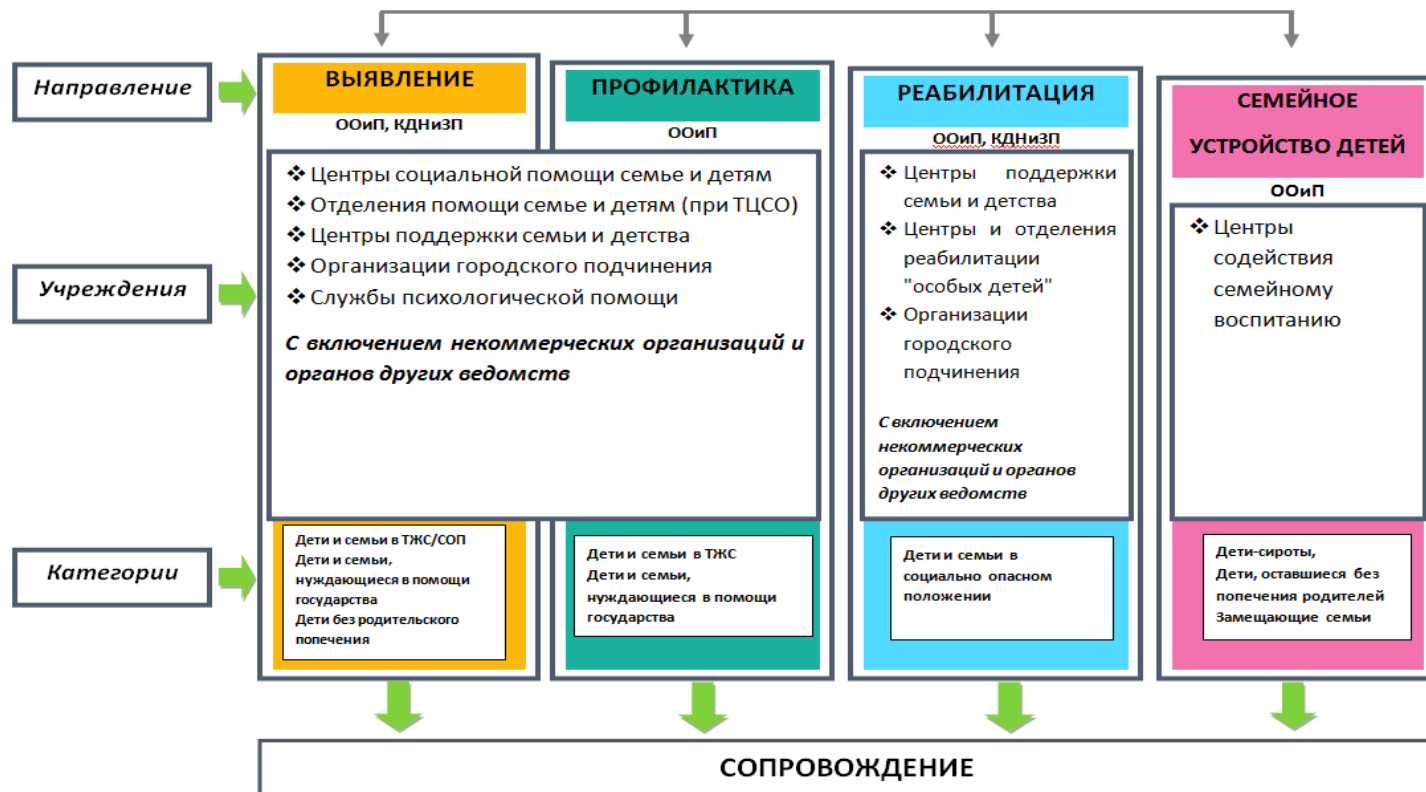 Направление
ВЫЯВЛЕНИЕ
ООиП, КДНиЗП
ПРОФИЛАКТИКА
ООиП
РЕАБИЛИТАЦИЯ
ООиП, КДНиЗП
СЕМЕЙНОЕ
УСТРОЙСТВО ДЕТЕЙ
ООиП
Учреждения
❖ Центры социальной помощи семье и детям
❖ Отделения помощи семье и детям (при ТЦСО)
❖ Центры поддержки семьи и детства
❖ Организации городского подчинения
❖ Службы психологической помощи
С включением некоммерческих организаций и
органов других ведомств
❖ Центры поддержки
семьи и детства
❖ Центры и отделения
реабилитации
"особых детей"
❖ Организации
городского
подчинения
С включением
некоммерческих
организаций и органов
других ведомств
❖ Центры
содействия
семейному
воспитанию
Категории
Дети и семьи в ТЖС/СОП
Дети и семьи,
нуждающиеся в помощи
государства
Дети без родительского
попечения
Дети и семьи в ТЖС
Дети и семьи,
нуждающиеся в помощи
государства
Дети и семьи в
социально опасном
положении
Дети-сироты,
Дети, оставшиеся без
попечения родителей
Замещающие семьи
СОПРОВОЖДЕНИЕ